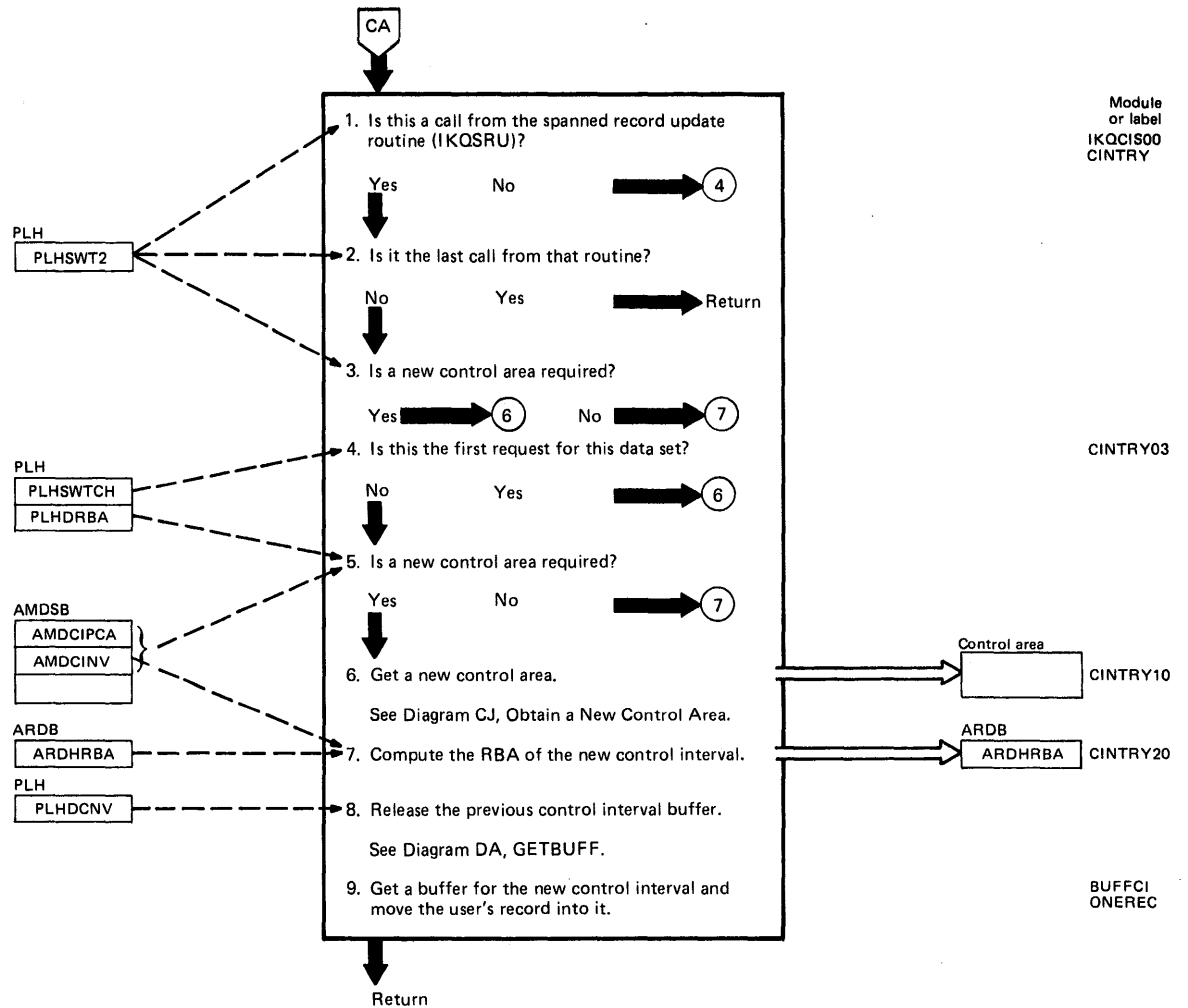 CA
Module
or label
IKQCIS00
CINTRY
1. Is this a call from the spanned record update
routine (IKQSRU)?
Yes No 4
PLH
PLHSWT2
2. Is it the last call from that routine?
No Yes Return
3. Is a new control area required?
Yes 6 No 7
4. Is this the first request for this data set?
CINTRY03
PLH
PLHSWTCH
PLHDRBA
No Yes 6
5. Is a new control area required?
Yes No 7
AMDSB
AMDCIPCA
AMDCINV
6. Get a new control area.
Control area
CINTRY10
See Diagram CJ, Obtain a New Control Area.
ARDB
ARDHRBA
7. Compute the RBA of the new control interval.
ARDB
ARDHRBA
CINTRY20
PLH
PLHDCNV
8. Release the previous control interval buffer.
See Diagram DA, GETBUFF.
9. Get a buffer for the new control interval and
move the user's record into it.
BUFFCI
ONEREC
Return